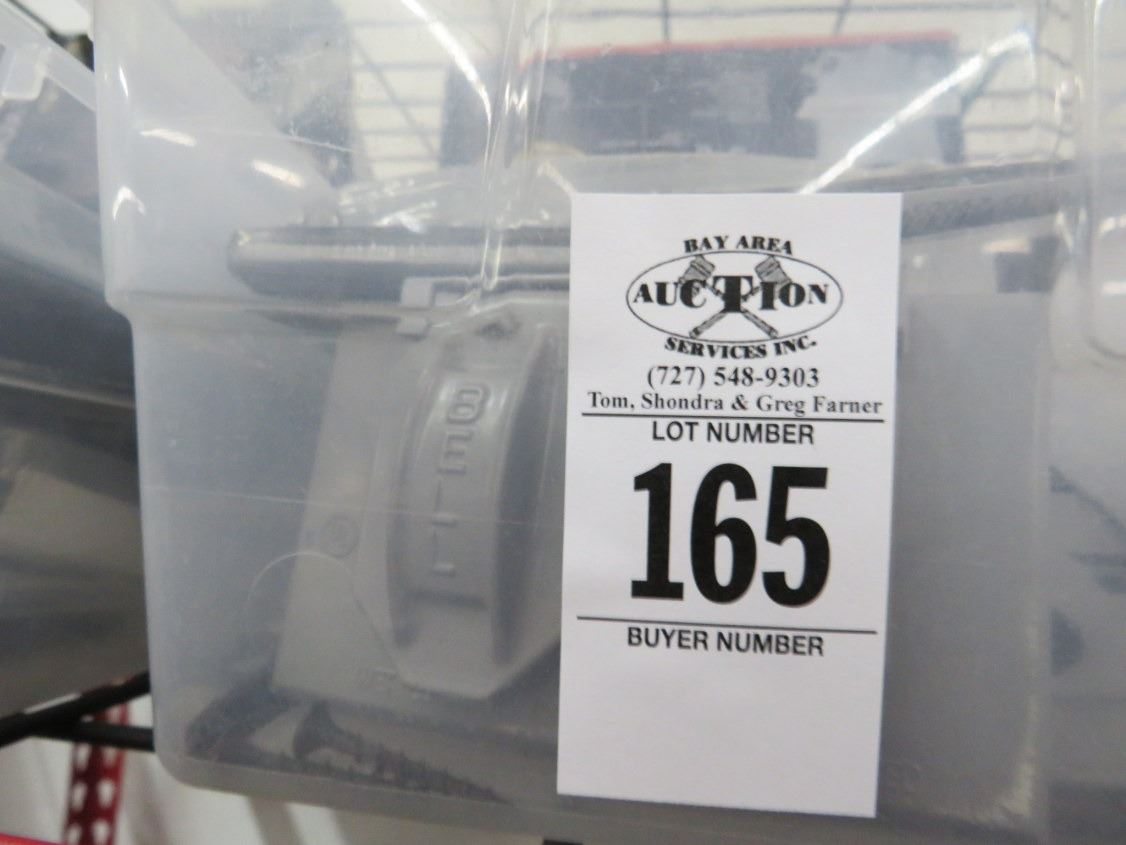 BAY AREA
AUCTION
SERVICES INC.
(727) 548-9303
Tom, Shondra & Greg Farner
LOT NUMBER
165
BUYER NUMBER
BELL